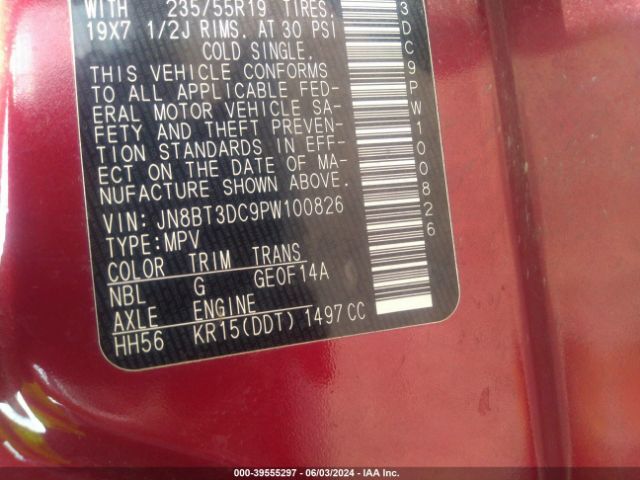 WITH 235/55R19 TIRES,
19X7 1/2J RIMS, AT 30 PSI
COLD SINGLE,
THIS VEHICLE CONFORMS
TO ALL APPLICABLE FED-
ERAL MOTOR VEHICLE SA-
FETY AND THEFT PREVEN-
TION STANDARDS IN EFF-
ECT ON THE DATE OF MA-
NUFACTURE SHOWN ABOVE.
VIN: JN8BT3DC9PW100826
TYPE:MPV
COLOR TRIM TRANS
NBL G GE0F14A
AXLE ENGINE
HH56 KR15(DDT) 1497CC
3DC9PW100826
000-39555297 - 06/03/2024 - IAA Inc.